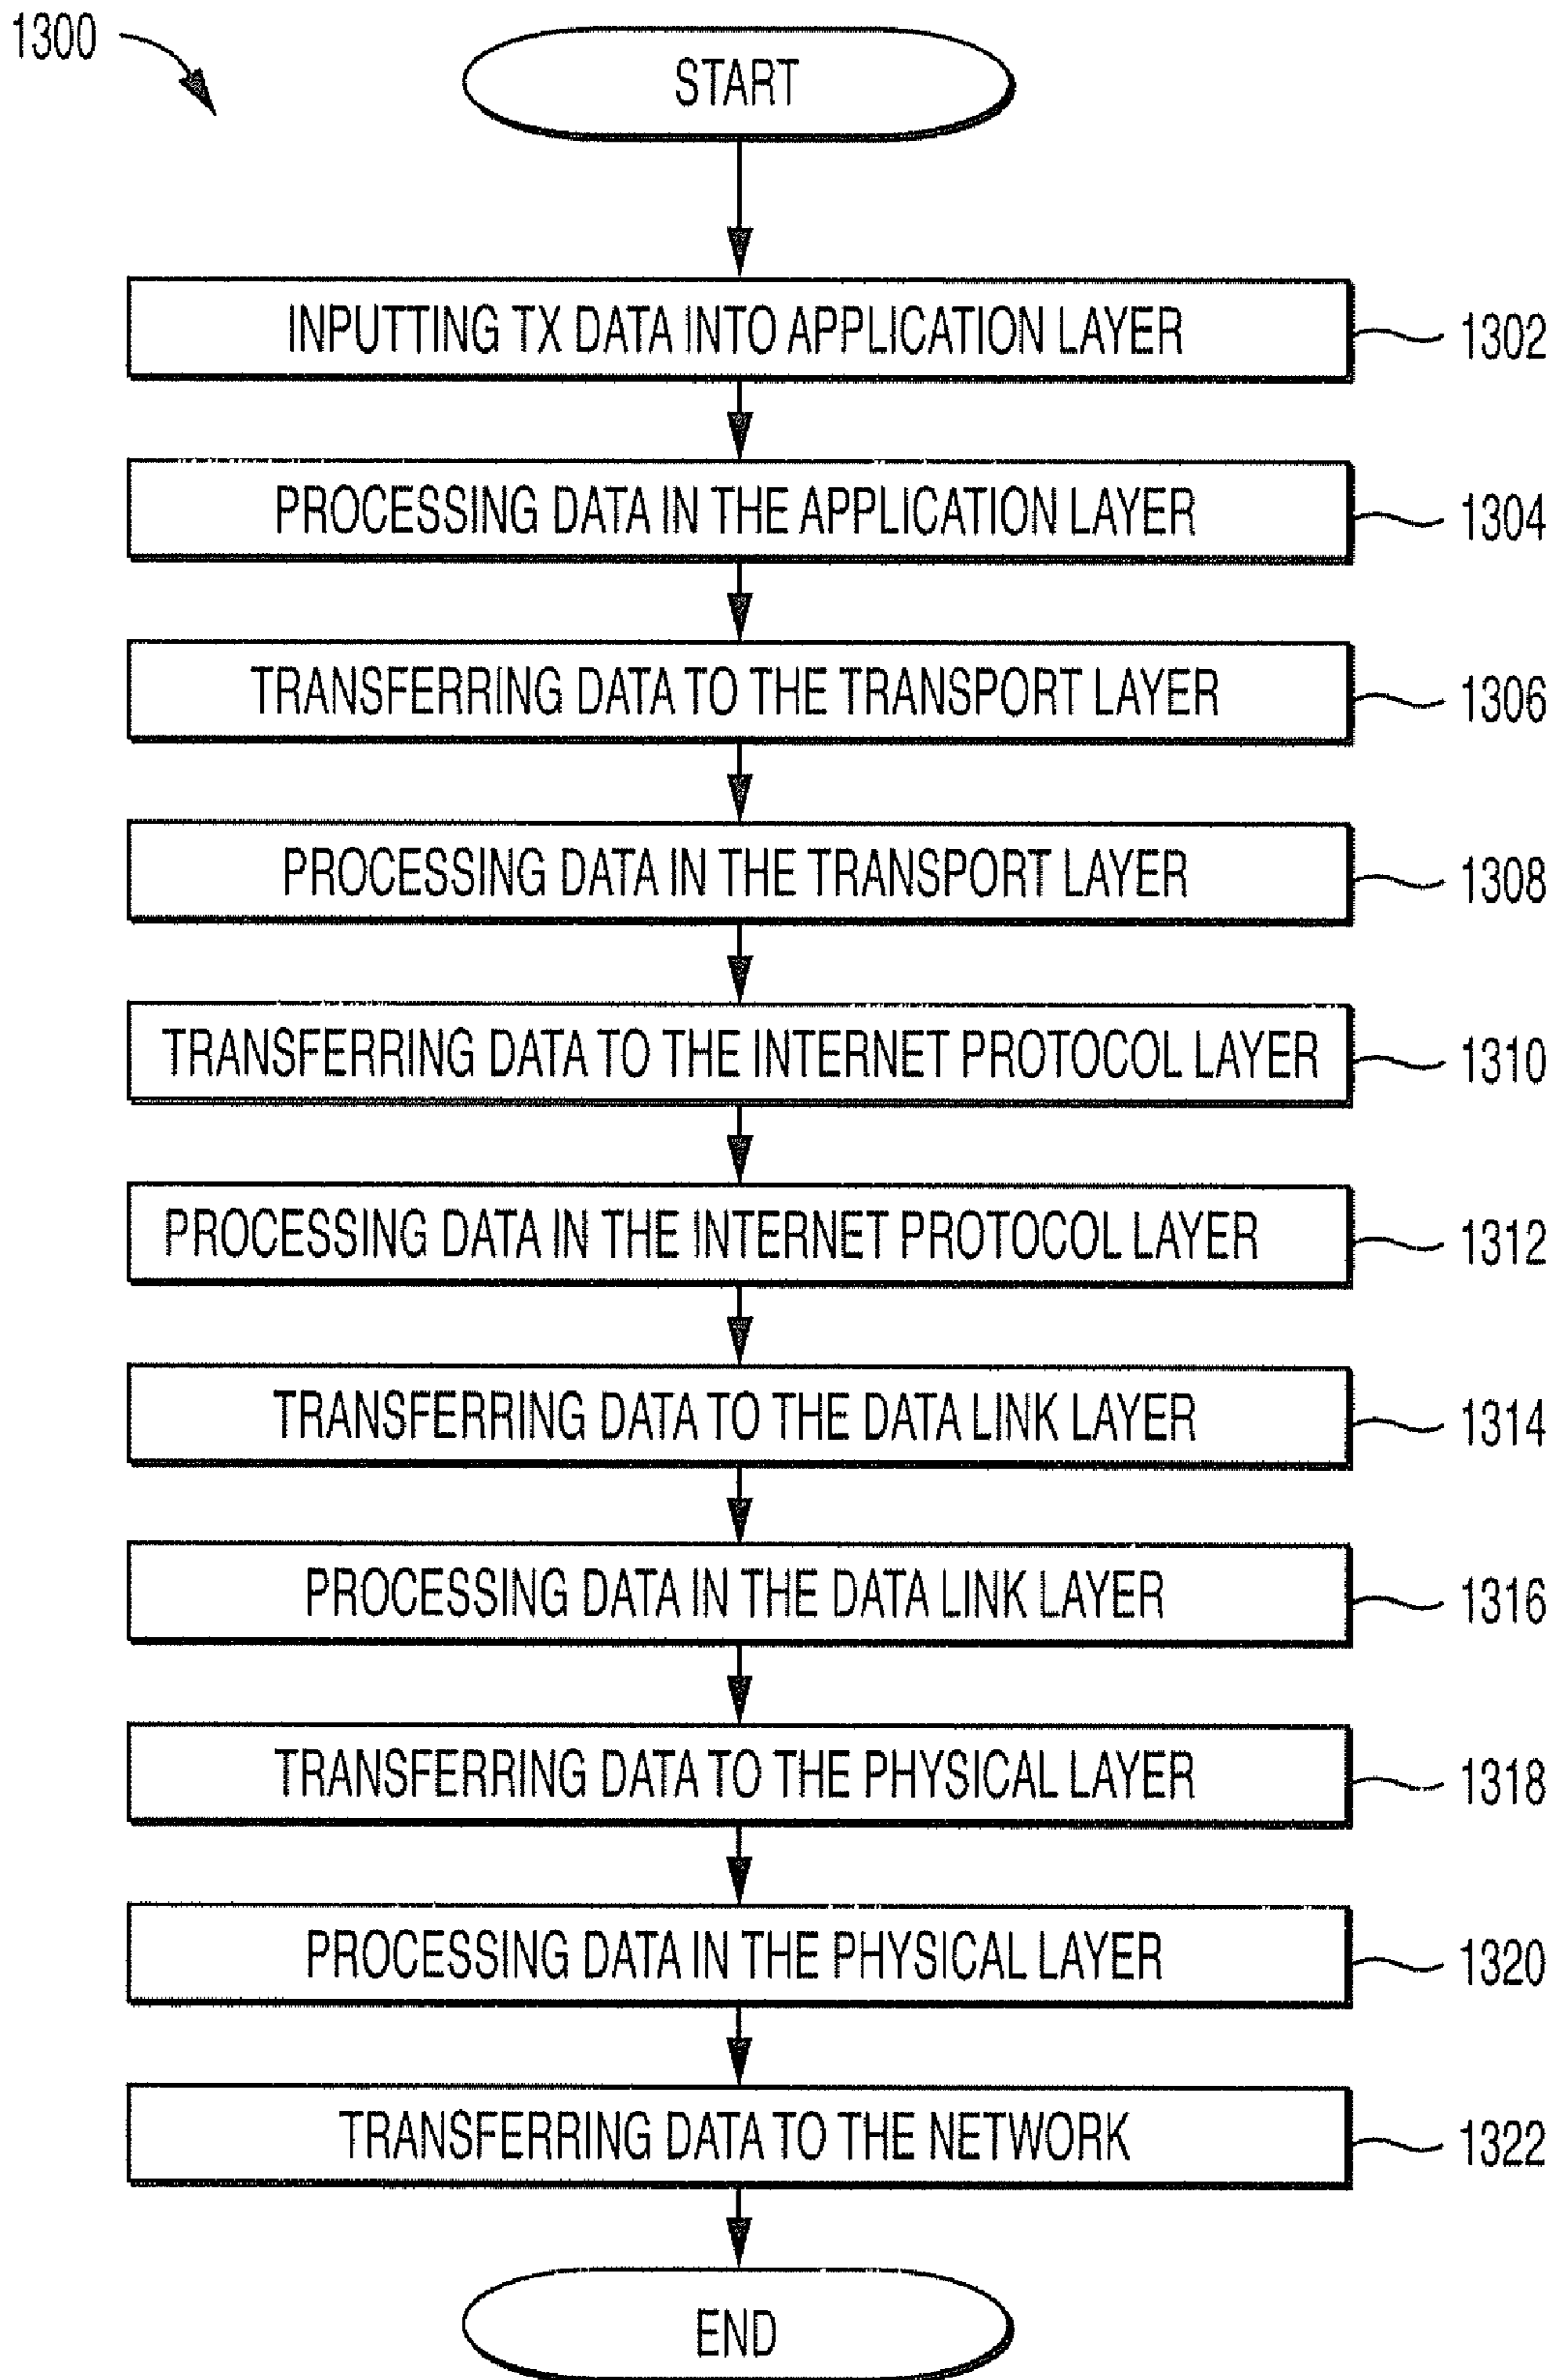 1300
START
INPUTTING TX DATA INTO APPLICATION LAYER
1302
PROCESSING DATA IN THE APPLICATION LAYER
1304
TRANSFERRING DATA TO THE TRANSPORT LAYER
1306
PROCESSING DATA IN THE TRANSPORT LAYER
1308
TRANSFERRING DATA TO THE INTERNET PROTOCOL LAYER
1310
PROCESSING DATA IN THE INTERNET PROTOCOL LAYER
1312
TRANSFERRING DATA TO THE DATA LINK LAYER
1314
PROCESSING DATA IN THE DATA LINK LAYER
1316
TRANSFERRING DATA TO THE PHYSICAL LAYER
1318
PROCESSING DATA IN THE PHYSICAL LAYER
1320
TRANSFERRING DATA TO THE NETWORK
1322
END